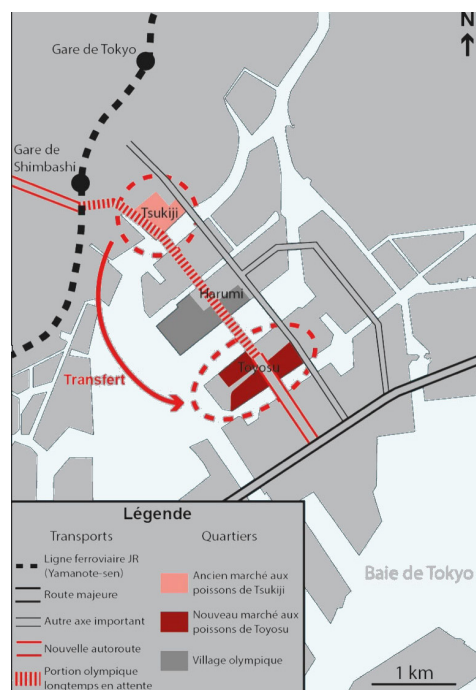 N
Gare de Tokyo
Gare de
Shimbashi
Tsukiji
Harumi
Toyosu
Transfert
Baie de Tokyo
Légende
Transports
Ligne ferroviaire JR
(Yamanote-sen)
Route majeure
Autre axe important
Nouvelle autoroute
Portion olympique
longtemps en attente
Quartiers
Ancien marché aux
poissons de Tsukiji
Nouveau marché aux
poissons de Toyosu
Village olympique
1 km